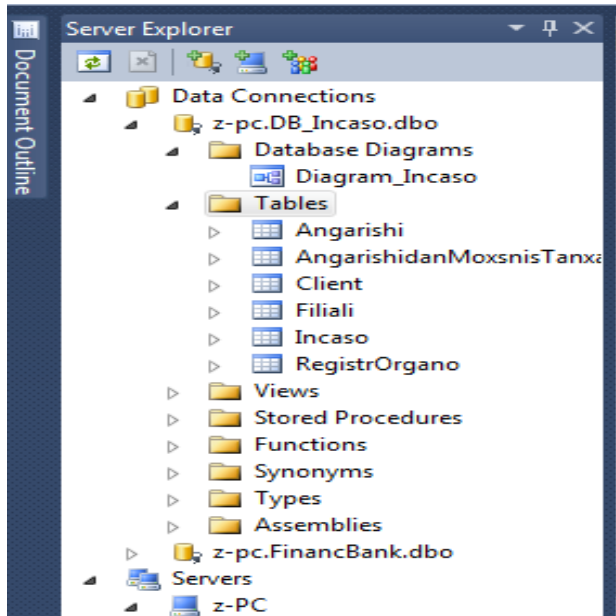 Server Explorer
Document Outline
Data Connections
z-pc.DB_Incaso.dbo
Database Diagrams
Diagram_Incaso
Tables
Angarishi
AngarishidanMoxsnisTanxa
Client
Filiali
Incaso
RegistrOrgano
Views
Stored Procedures
Functions
Synonyms
Types
Assemblies
z-pc.FinancBank.dbo
Servers
z-PC